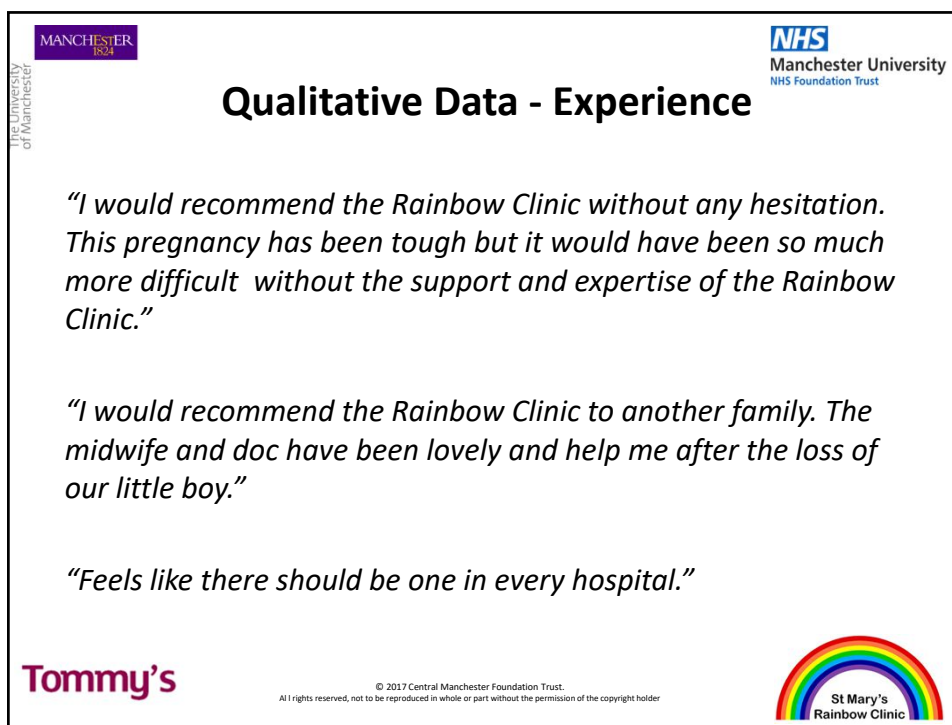 MANCHESTER
1824
The University
of Manchester
NHS
Manchester University
NHS Foundation Trust
Qualitative Data - Experience
“I would recommend the Rainbow Clinic without any hesitation.
This pregnancy has been tough but it would have been so much
more difficult  without the support and expertise of the Rainbow
Clinic.”
“I would recommend the Rainbow Clinic to another family. The
midwife and doc have been lovely and help me after the loss of
our little boy.”
“Feels like there should be one in every hospital.”
Tommy’s
© 2017 Central Manchester Foundation Trust.
Al l rights reserved, not to be reproduced in whole or part without the permission of the copyright holder
St Mary’s
Rainbow Clinic